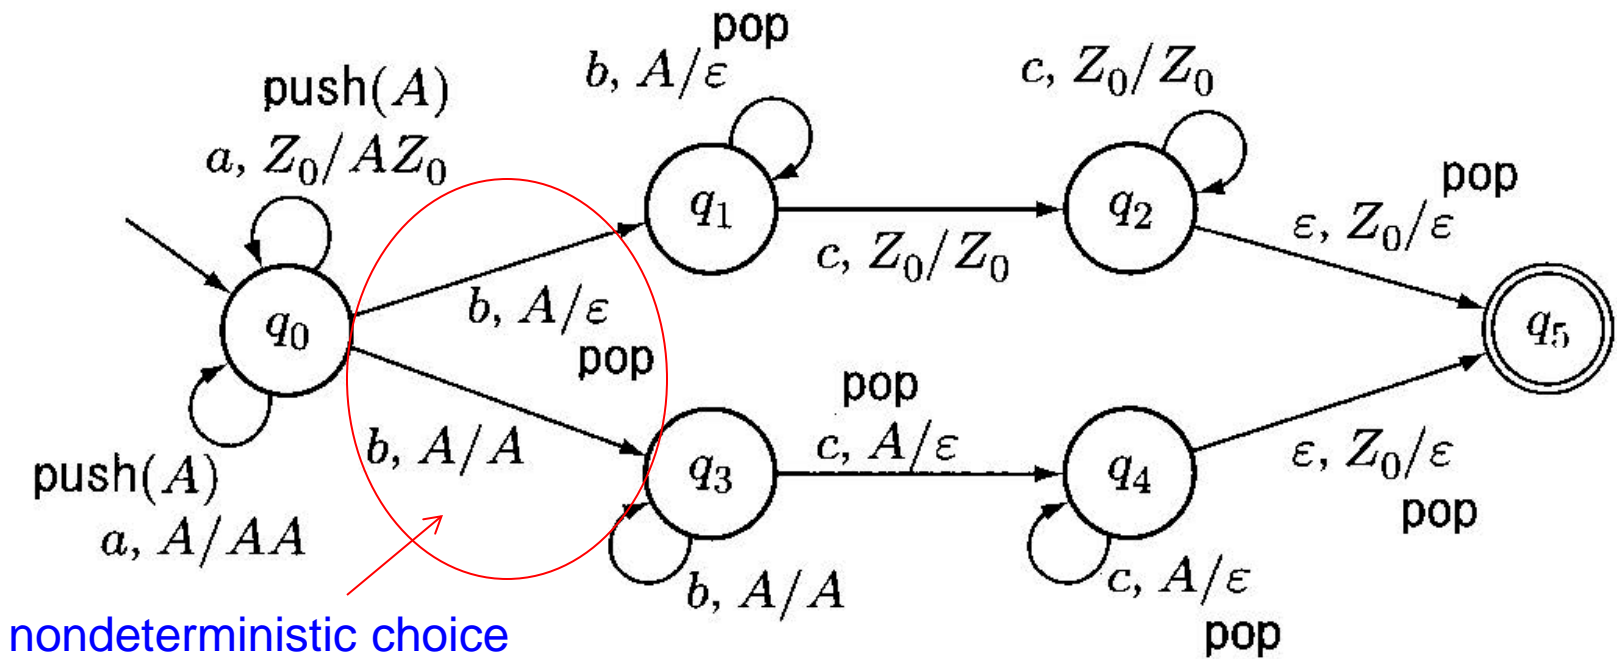 pop
b, A/ε
c, Z₀/Z₀
push(A)
a, Z₀/AZ₀
pop
q₁
q₂
ε, Z₀/ε
c, Z₀/Z₀
b, A/ε
pop
q₀
q₅
pop
b, A/A
c, A/ε
ε, Z₀/ε
pop
q₃
q₄
push(A)
a, A/AA
b, A/A
c, A/ε
pop
nondeterministic choice